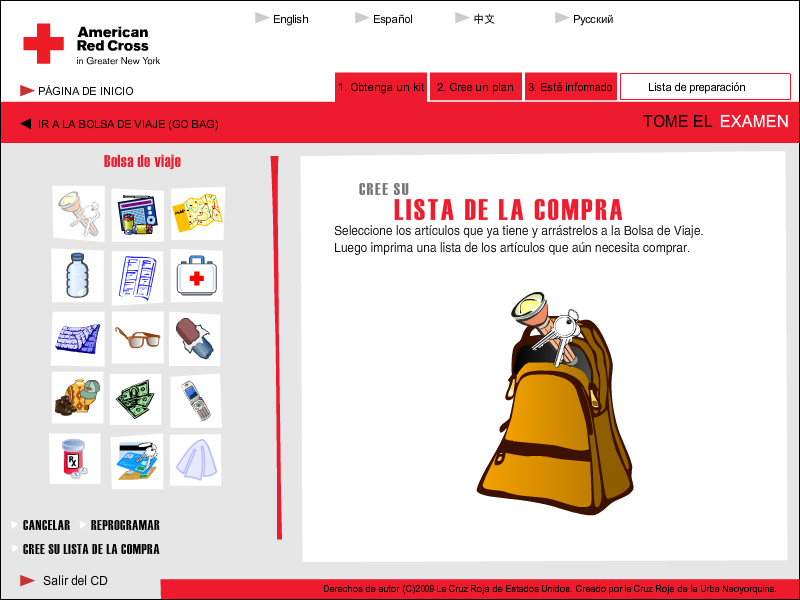 English
Español
中文
Русский
American
Red Cross
in Greater New York
PÁGINA DE INICIO
1. Obtenga un kit
2. Cree un plan
3. Esté informado
Lista de preparación
IR A LA BOLSA DE VIAJE (GO BAG)
TOME EL EXAMEN
Bolsa de viaje
CREE SU
LISTA DE LA COMPRA
Seleccione los artículos que ya tiene y arrástrelos a la Bolsa de Viaje.
Luego imprima una lista de los artículos que aún necesita comprar.
MAP
RX
CANCELAR
REPROGRAMAR
CREE SU LISTA DE LA COMPRA
Salir del CD
Derechos de autor (C)2009 La Cruz Roja de Estados Unidos. Creado por la Cruz Roja de la Urbe Neoyorquina.